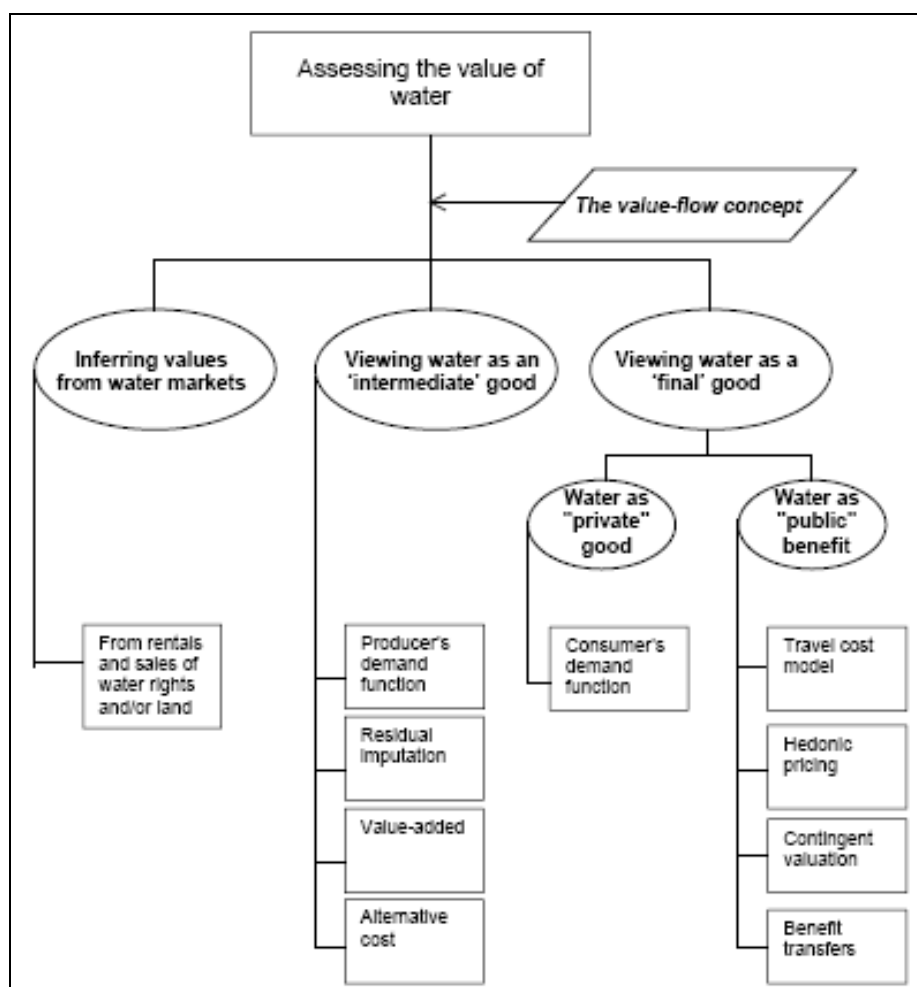 Assessing the value of
water
The value-flow concept
Inferring values
from water markets
Viewing water as an
'intermediate' good
Viewing water as a
'final' good
Water as
"private"
good
Water as
"public"
benefit
From rentals
and sales of
water rights
and/or land
Producer's
demand
function
Residual
imputation
Value-added
Alternative
cost
Consumer's
demand
function
Travel cost
model
Hedonic
pricing
Contingent
valuation
Benefit
transfers